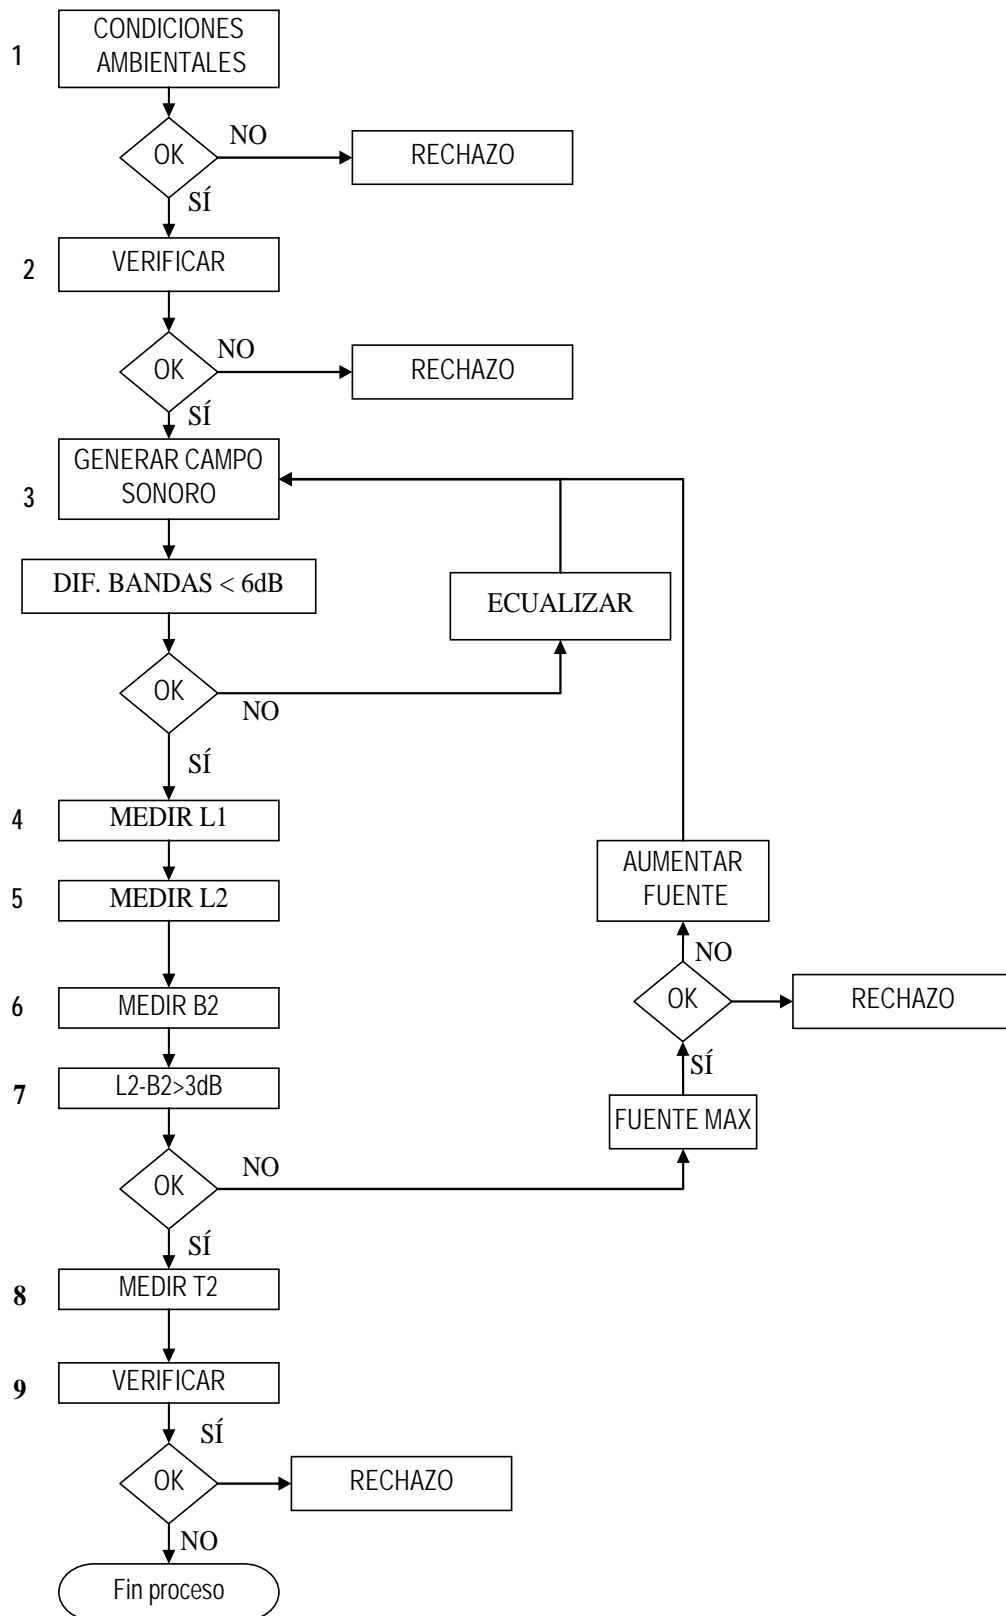 1
CONDICIONES
AMBIENTALES
OK
NO
RECHAZO
SÍ
2
VERIFICAR
OK
NO
RECHAZO
SÍ
3
GENERAR CAMPO
SONORO
DIF. BANDAS < 6dB
ECUALIZAR
OK
NO
SÍ
4
MEDIR L1
5
MEDIR L2
AUMENTAR
FUENTE
NO
6
MEDIR B2
OK
RECHAZO
SÍ
7
L2-B2>3dB
FUENTE MAX
OK
NO
SÍ
8
MEDIR T2
9
VERIFICAR
SÍ
OK
RECHAZO
NO
Fin proceso